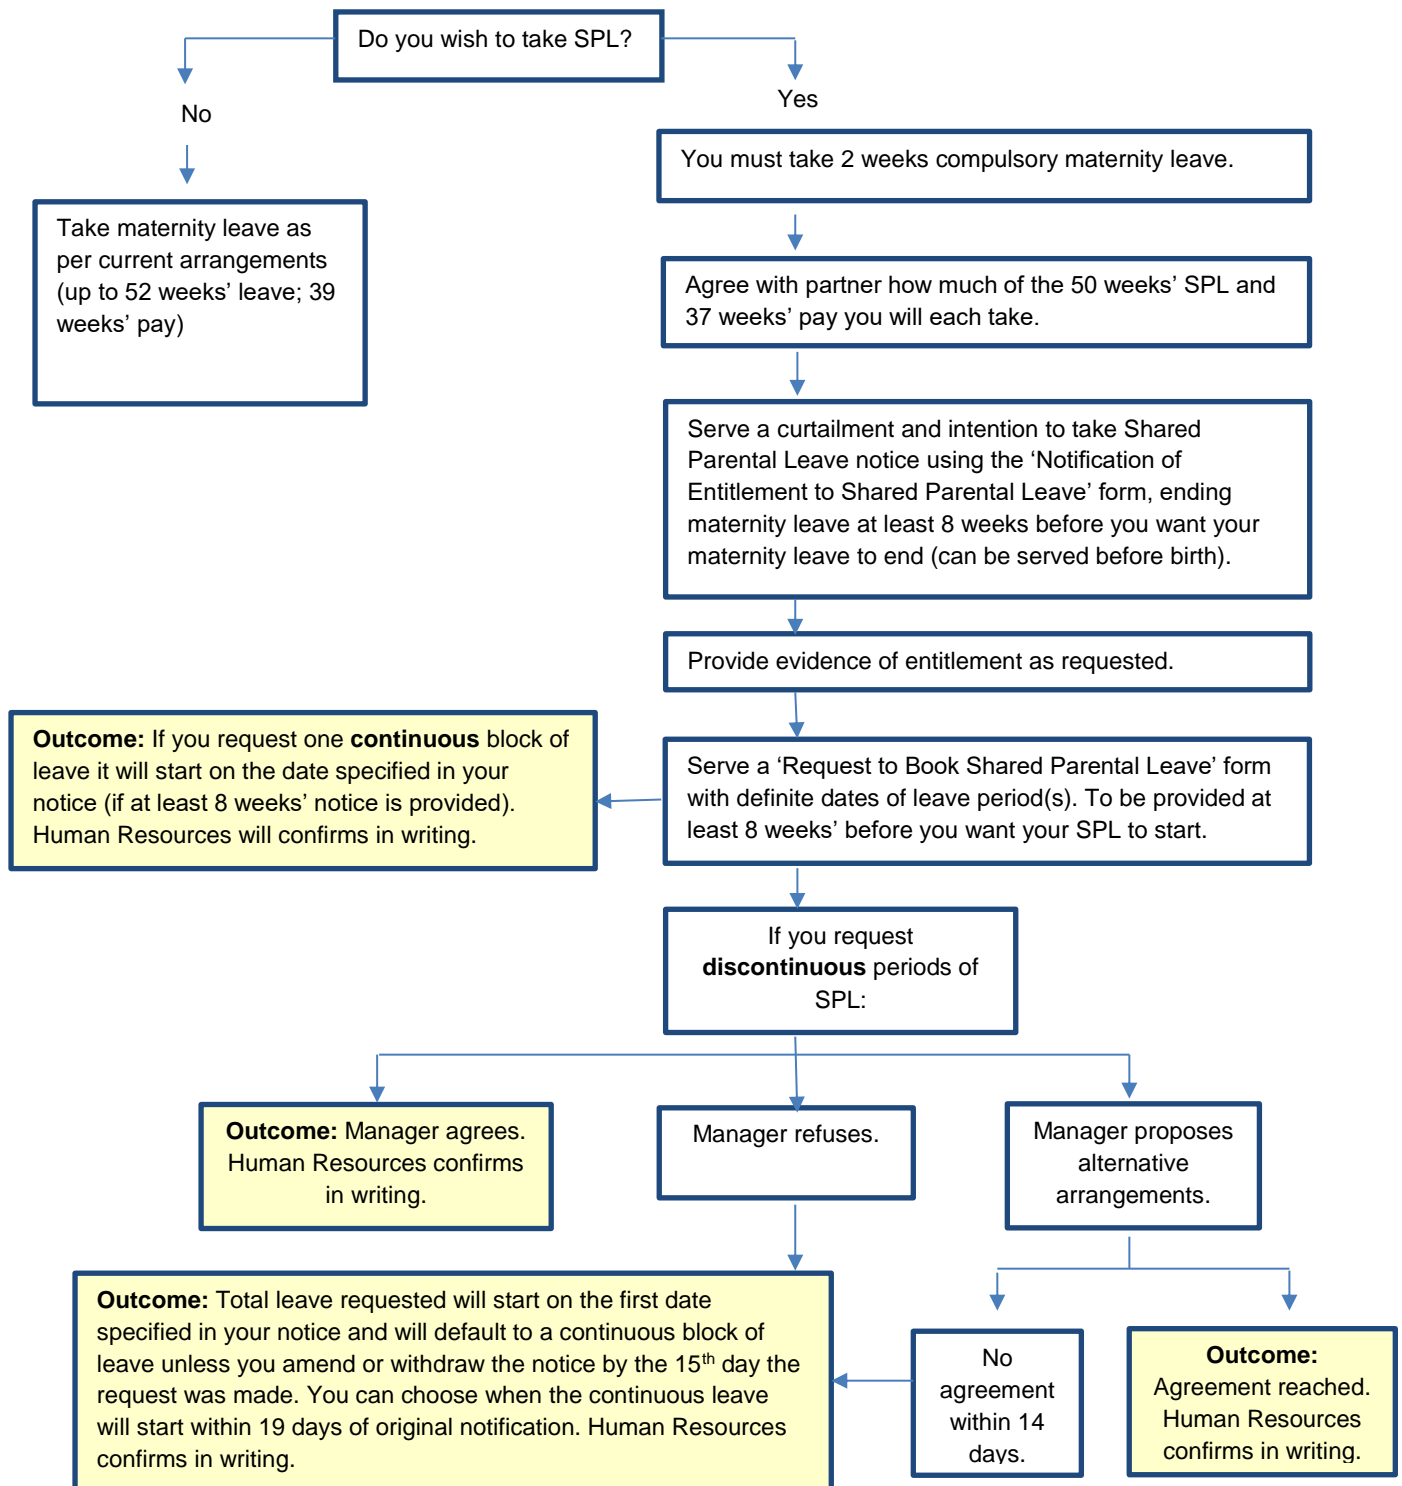 Do you wish to take SPL?
No
Yes
You must take 2 weeks compulsory maternity leave.
Take maternity leave as
per current arrangements
(up to 52 weeks’ leave; 39
weeks’ pay)
Agree with partner how much of the 50 weeks’ SPL and
37 weeks’ pay you will each take.
Serve a curtailment and intention to take Shared
Parental Leave notice using the ‘Notification of
Entitlement to Shared Parental Leave’ form, ending
maternity leave at least 8 weeks before you want your
maternity leave to end (can be served before birth).
Provide evidence of entitlement as requested.
Outcome: If you request one continuous block of
leave it will start on the date specified in your
notice (if at least 8 weeks’ notice is provided).
Human Resources will confirms in writing.
Serve a ‘Request to Book Shared Parental Leave’ form
with definite dates of leave period(s). To be provided at
least 8 weeks’ before you want your SPL to start.
If you request
discontinuous periods of
SPL:
Outcome: Manager agrees.
Human Resources confirms
in writing.
Manager refuses.
Manager proposes
alternative
arrangements.
Outcome: Total leave requested will start on the first date
specified in your notice and will default to a continuous block of
leave unless you amend or withdraw the notice by the 15th day the
request was made. You can choose when the continuous leave
will start within 19 days of original notification. Human Resources
confirms in writing.
No
agreement
within 14
days.
Outcome:
Agreement reached.
Human Resources
confirms in writing.